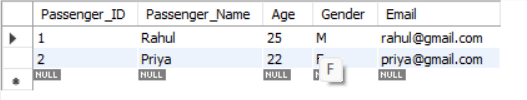 Passenger_ID Passenger_Name Age Gender Email
1 Rahul 25 M rahul@gmail.com
2 Priya 22 F priya@gmail.com
NULL NULL NULL NULL NULL
F